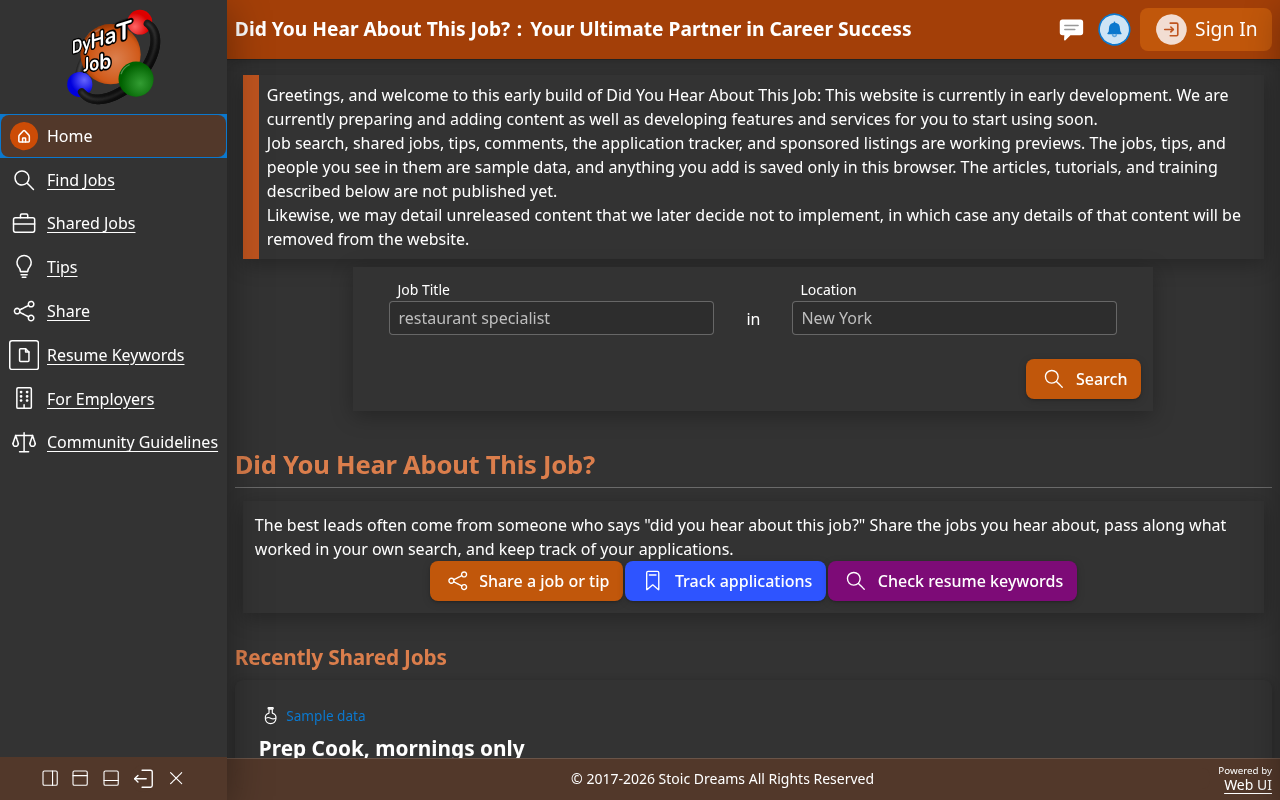 DyHaT
Job
Did You Hear About This Job? : Your Ultimate Partner in Career Success
Sign In
Home
Find Jobs
Shared Jobs
Tips
Share
Resume Keywords
For Employers
Community Guidelines
Greetings, and welcome to this early build of Did You Hear About This Job: This website is currently in early development. We are
currently preparing and adding content as well as developing features and services for you to start using soon.
Job search, shared jobs, tips, comments, the application tracker, and sponsored listings are working previews. The jobs, tips, and
people you see in them are sample data, and anything you add is saved only in this browser. The articles, tutorials, and training
described below are not published yet.
Likewise, we may detail unreleased content that we later decide not to implement, in which case any details of that content will be
removed from the website.
Job Title
Location
restaurant specialist
in
New York
Search
Did You Hear About This Job?
The best leads often come from someone who says "did you hear about this job?" Share the jobs you hear about, pass along what
worked in your own search, and keep track of your applications.
Share a job or tip
Track applications
Check resume keywords
Recently Shared Jobs
Sample data
Prep Cook, mornings only
© 2017-2026 Stoic Dreams All Rights Reserved
Powered by
Web UI